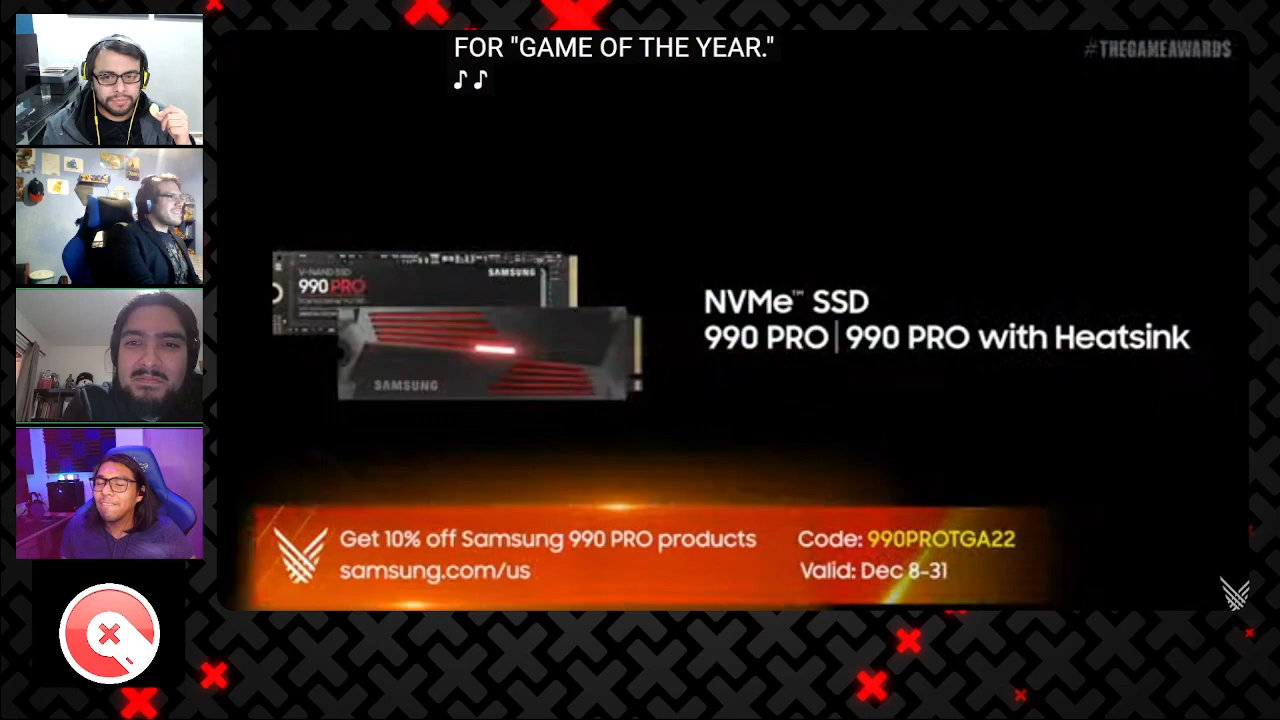 FOR "GAME OF THE YEAR."
♪ ♪
#THEGAMEAWARDS
V-NAND SSD
SAMSUNG
990 PRO
SAMSUNG
NVMe™ SSD
990 PRO | 990 PRO with Heatsink
Get 10% off Samsung 990 PRO products
samsung.com/us
Code: 990PROTGA22
Valid: Dec 8-31